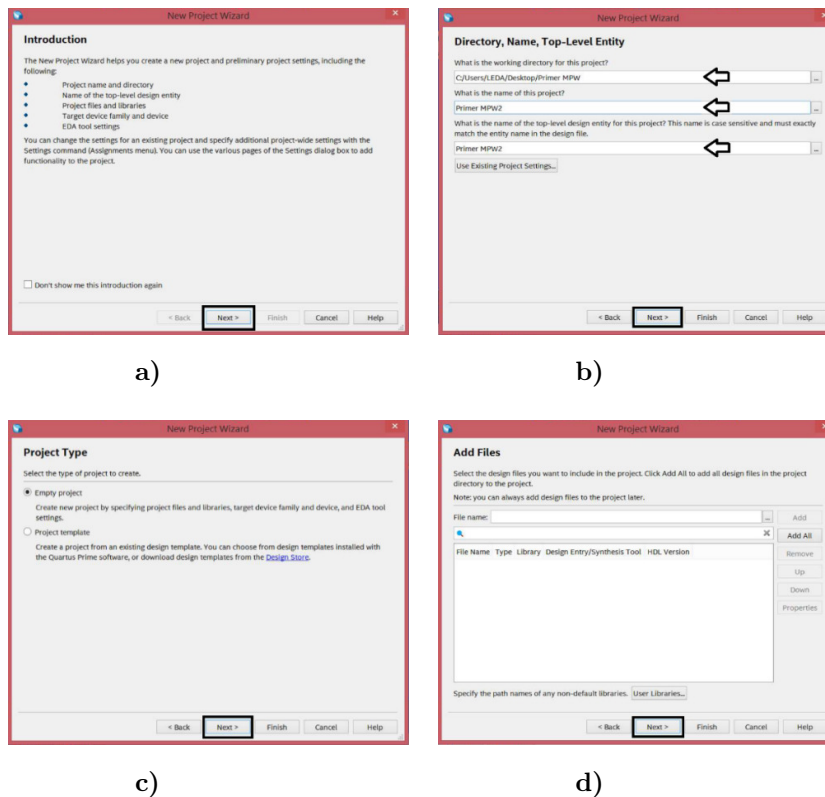 New Project Wizard
Introduction
The New Project Wizard helps you create a new project and preliminary project settings, including the
following:
• Project name and directory
• Name of the top-level design entity
• Project files and libraries
• Target device family and device
• EDA tool settings
You can change the settings for an existing project and specify additional project-wide settings with the
Settings command (Assignments menu). You can use the various pages of the Settings dialog box to add
functionality to the project.
Don't show me this introduction again
< Back Next > Finish Cancel Help
a)
New Project Wizard
Directory, Name, Top-Level Entity
What is the working directory for this project?
C:/Users/LEDA/Desktop/Primer MPW ...
What is the name of this project?
Primer MPW2 ...
What is the name of the top-level design entity for this project? This name is case sensitive and must exactly
match the entity name in the design file.
Primer MPW2 ...
Use Existing Project Settings...
< Back Next > Finish Cancel Help
b)
New Project Wizard
Project Type
Select the type of project to create.
Empty project
Create new project by specifying project files and libraries, target device family and device, and EDA tool
settings.
Project template
Create a project from an existing design template. You can choose from design templates installed with
the Quartus Prime software, or download design templates from the Design Store.
< Back Next > Finish Cancel Help
c)
New Project Wizard
Add Files
Select the design files you want to include in the project. Click Add All to add all design files in the project
directory to the project.
Note: you can always add design files to the project later.
File name: ... Add
Add All
File Name Type Library Design Entry/Synthesis Tool HDL Version
Remove
Up
Down
Properties
Specify the path names of any non-default libraries. User Libraries...
< Back Next > Finish Cancel Help
d)